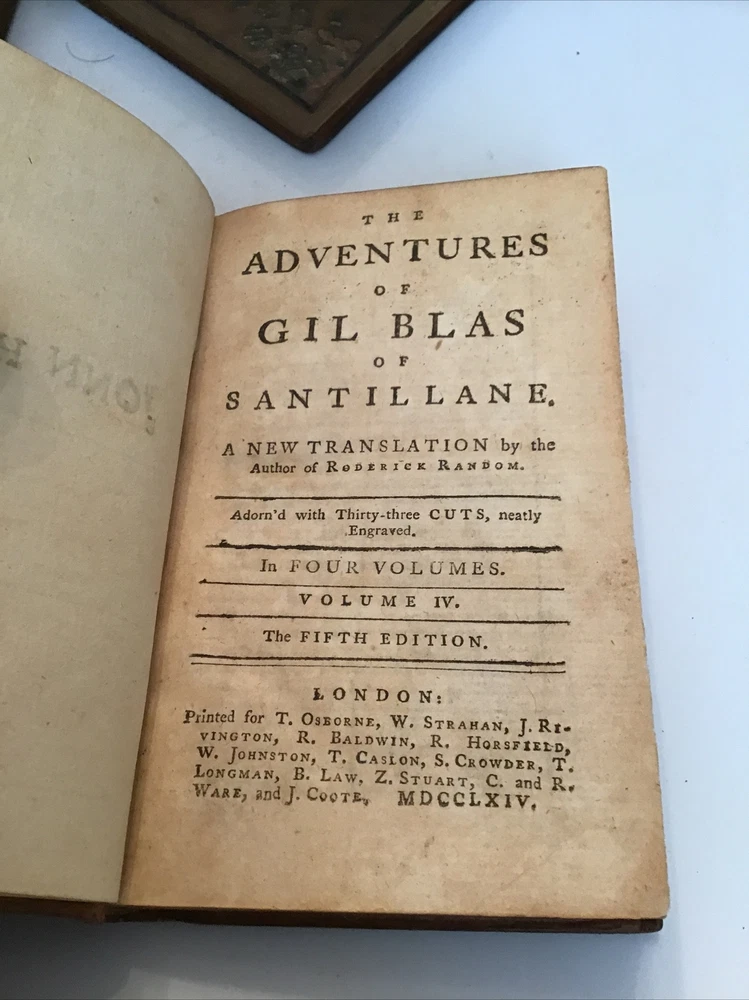 THE
ADVENTURES
OF
GIL BLAS
OF
SANTILLANE.
A NEW TRANSLATION by the
Author of RODERICK RANDOM.
Adorn'd with Thirty-three CUTS, neatly
Engraved.
In FOUR VOLUMES.
VOLUME IV.
The FIFTH EDITION.
LONDON:
Printed for T. OSBORNE, W. STRAHAN, J. RI-
VINGTON, R. BALDWIN, R. HORSFIELD,
W. JOHNSTON, T. CASLON, S. CROWDER, T.
LONGMAN, B. LAW, Z. STUART, C. and R.
WARE, and J. COOTE, MDCCLXIV.